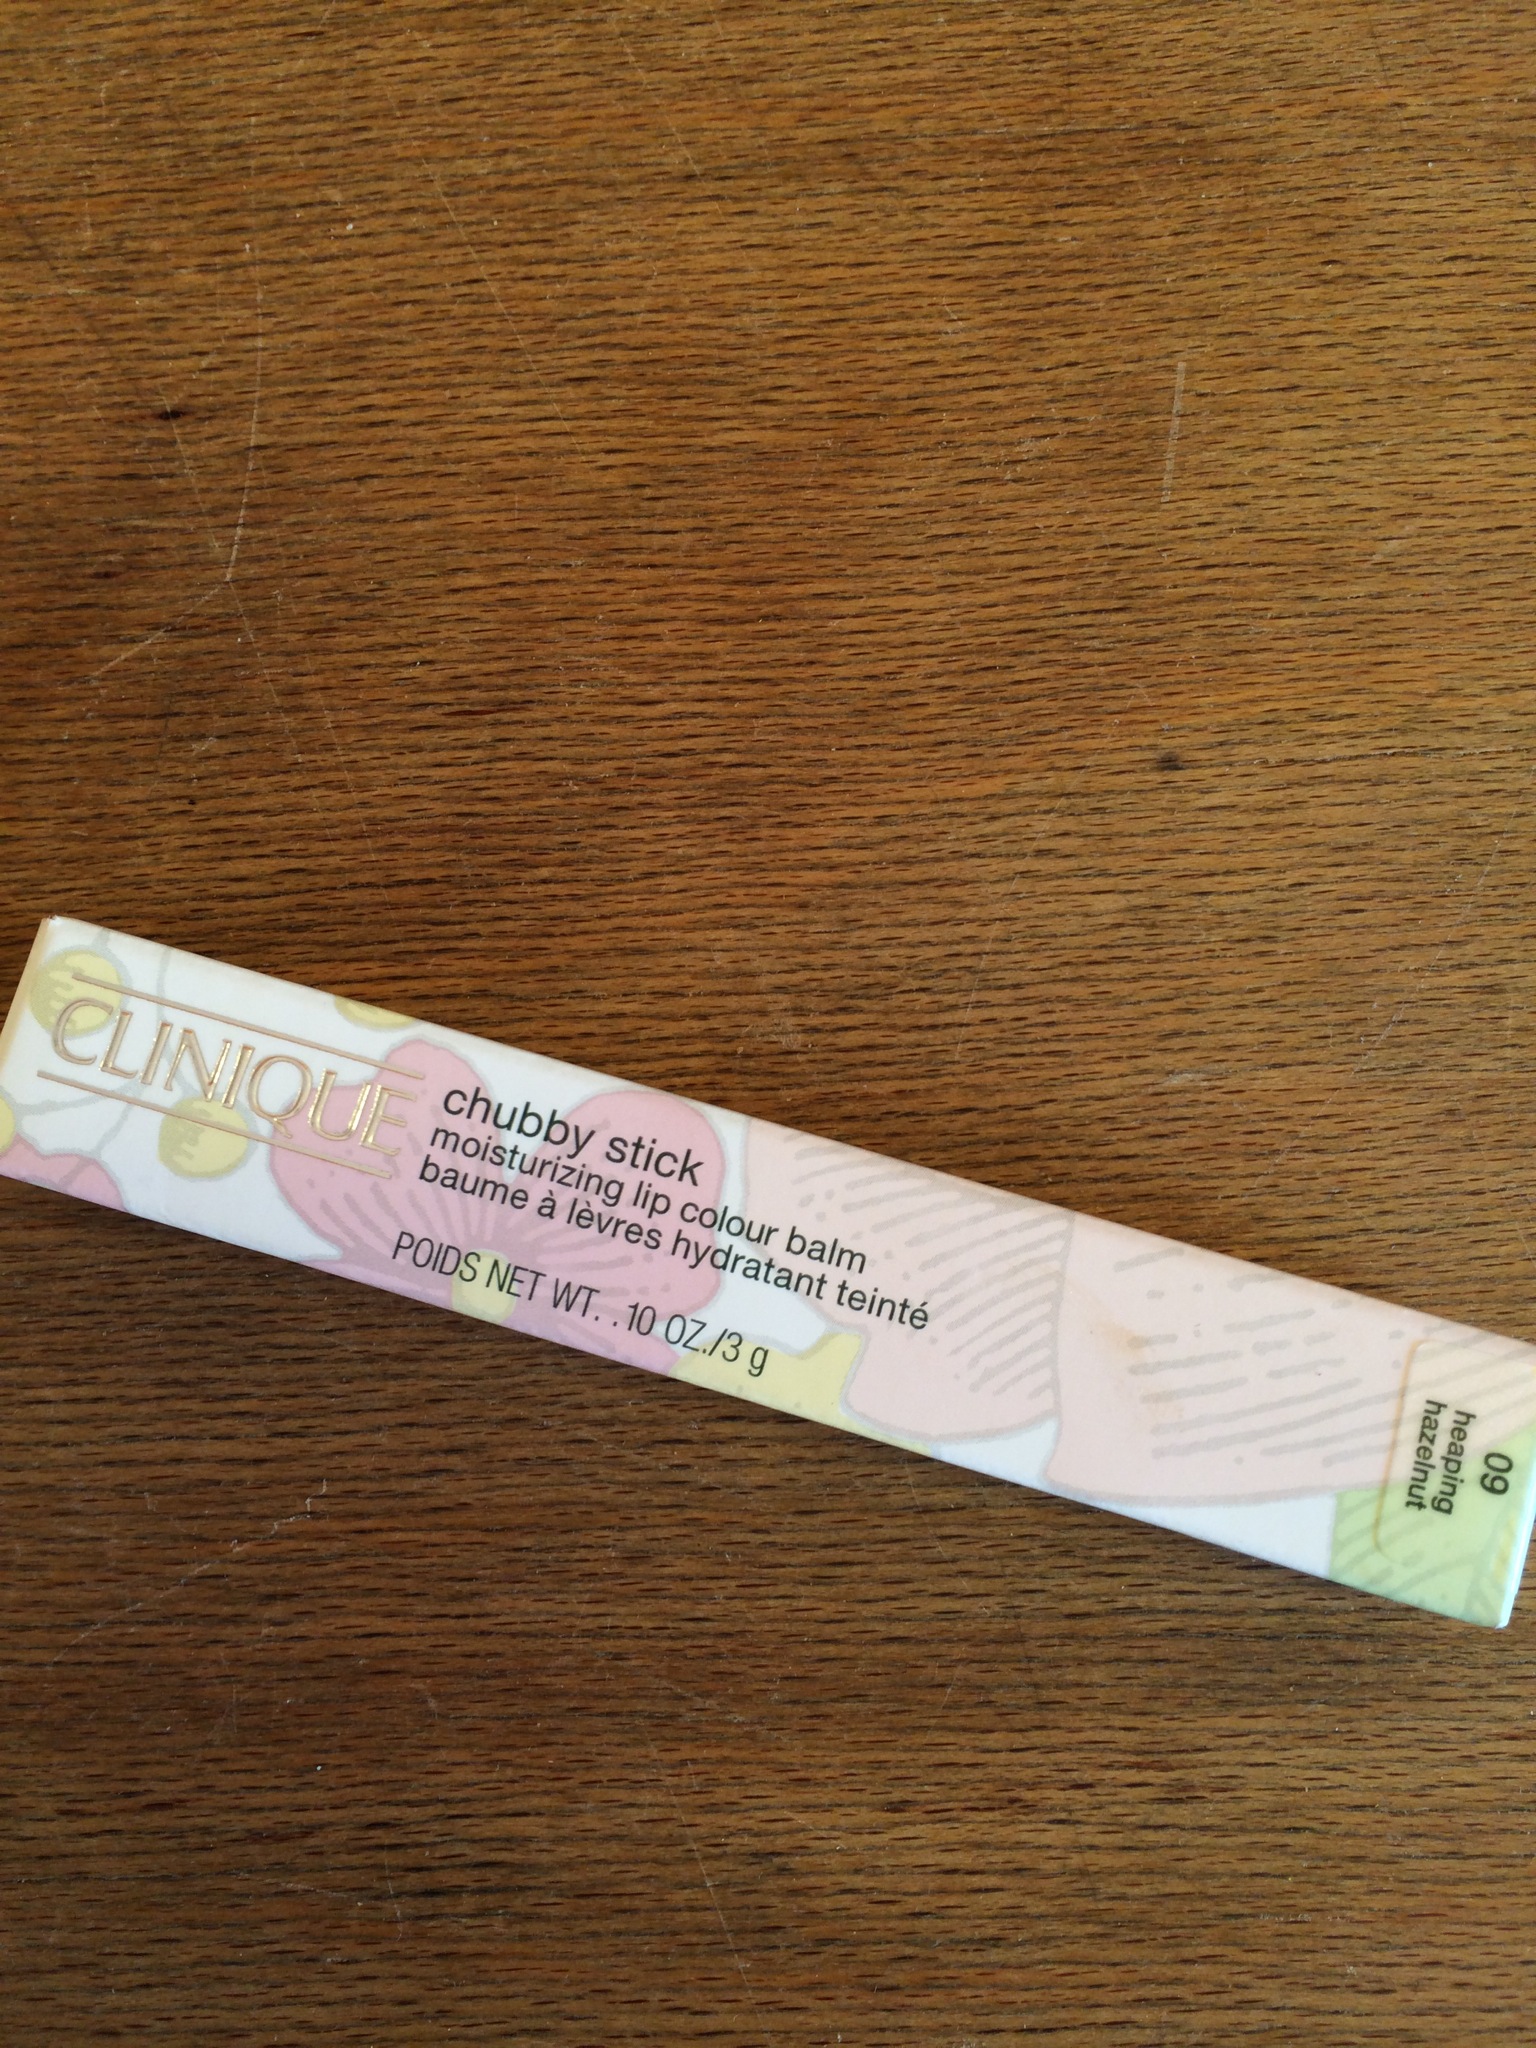 CLINIQUE
chubby stick
moisturizing lip colour balm
baume à lèvres hydratant teinté
POIDS NET WT. .10 OZ./3 g
09
heaping
hazelnut